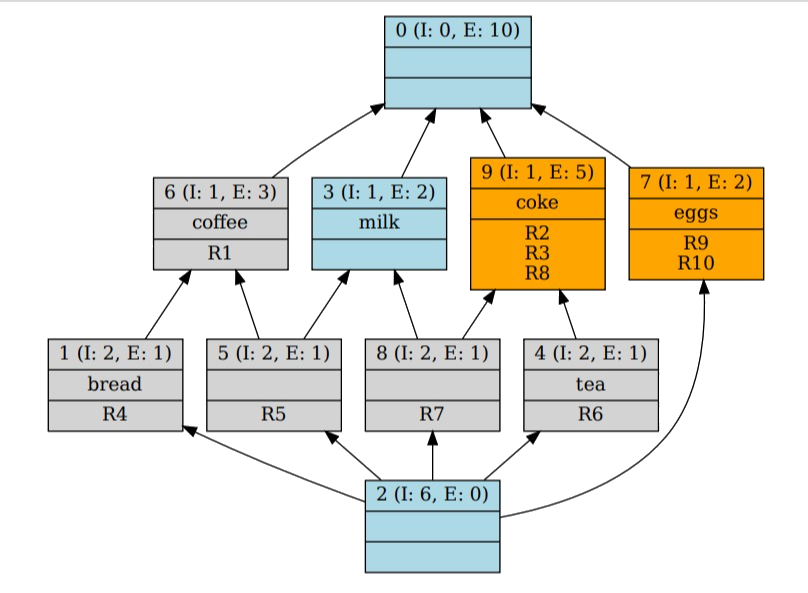 0 (I: 0, E: 10)
6 (I: 1, E: 3)
coffee
R1
3 (I: 1, E: 2)
milk
9 (I: 1, E: 5)
coke
R2
R3
R8
7 (I: 1, E: 2)
eggs
R9
R10
1 (I: 2, E: 1)
bread
R4
5 (I: 2, E: 1)
R5
8 (I: 2, E: 1)
R7
4 (I: 2, E: 1)
tea
R6
2 (I: 6, E: 0)